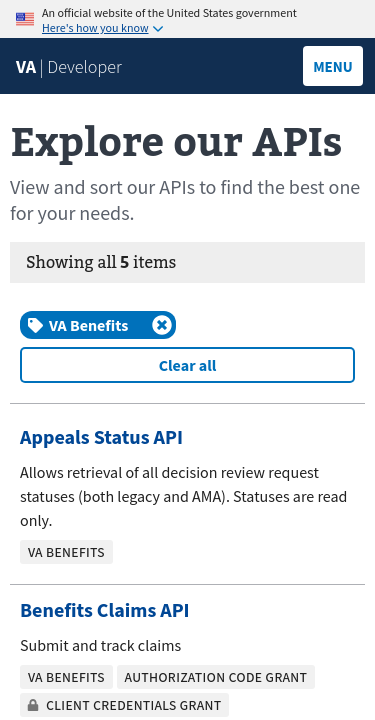 An official website of the United States government
Here's how you know
VA | Developer
MENU
Explore our APIs
View and sort our APIs to find the best one
for your needs.
Showing all 5 items
VA Benefits
Clear all
Appeals Status API
Allows retrieval of all decision review request
statuses (both legacy and AMA). Statuses are read
only.
VA BENEFITS
Benefits Claims API
Submit and track claims
VA BENEFITS AUTHORIZATION CODE GRANT
CLIENT CREDENTIALS GRANT